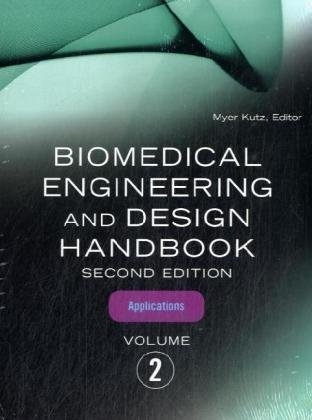 Myer Kutz, Editor
BIOMEDICAL
ENGINEERING
AND DESIGN
HANDBOOK
SECOND EDITION
Applications
VOLUME
2